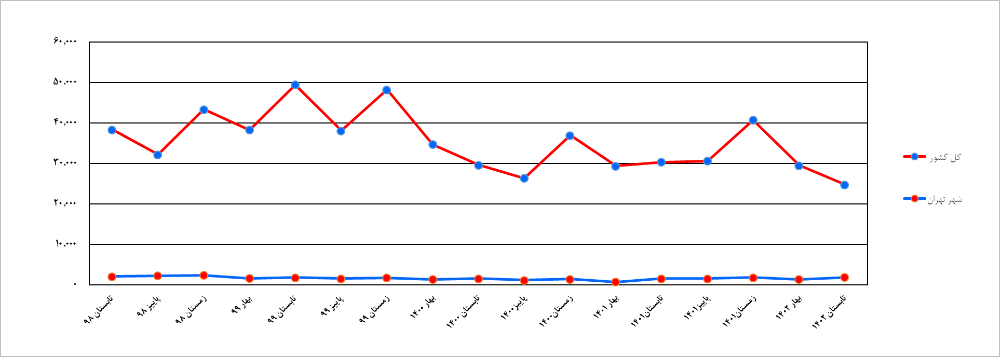 ۶۰,۰۰۰
۵۰,۰۰۰
۴۰,۰۰۰
۳۰,۰۰۰
۲۰,۰۰۰
۱۰,۰۰۰
۰
تابستان ۹۸
پاییز ۹۸
زمستان ۹۸
بهار ۹۹
تابستان ۹۹
پاییز ۹۹
زمستان ۹۹
بهار ۱۴۰۰
تابستان ۱۴۰۰
پاییز۱۴۰۰
زمستان۱۴۰۰
بهار ۱۴۰۱
تابستان۱۴۰۱
پاییز۱۴۰۱
زمستان۱۴۰۱
بهار ۱۴۰۲
تابستان ۱۴۰۲
کل کشور
شهر تهران